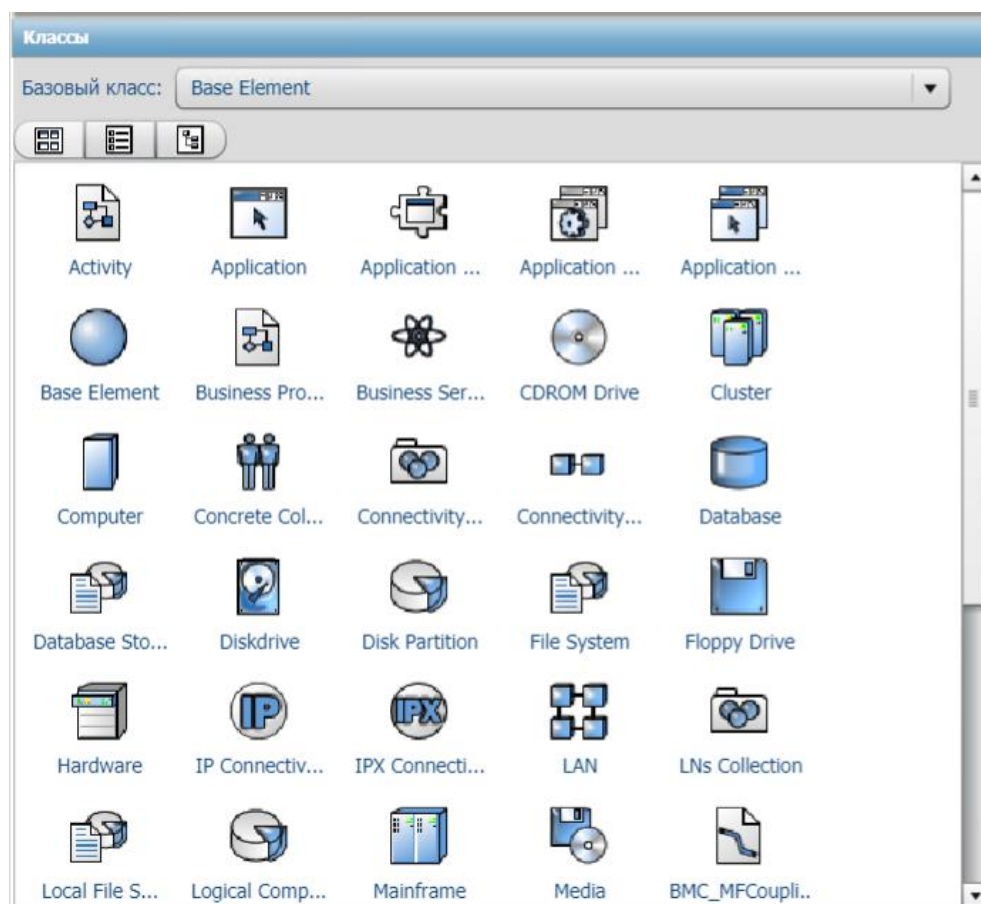 Классы
Базовый класс: Base Element
Activity Application Application ... Application ... Application ...
Base Element Business Pro... Business Ser... CDROM Drive Cluster
Computer Concrete Col... Connectivity... Connectivity... Database
Database Sto... Diskdrive Disk Partition File System Floppy Drive
IP IPX
Hardware IP Connectiv... IPX Connecti... LAN LNs Collection
Local File S... Logical Comp... Mainframe Media BMC_MFCoupli..